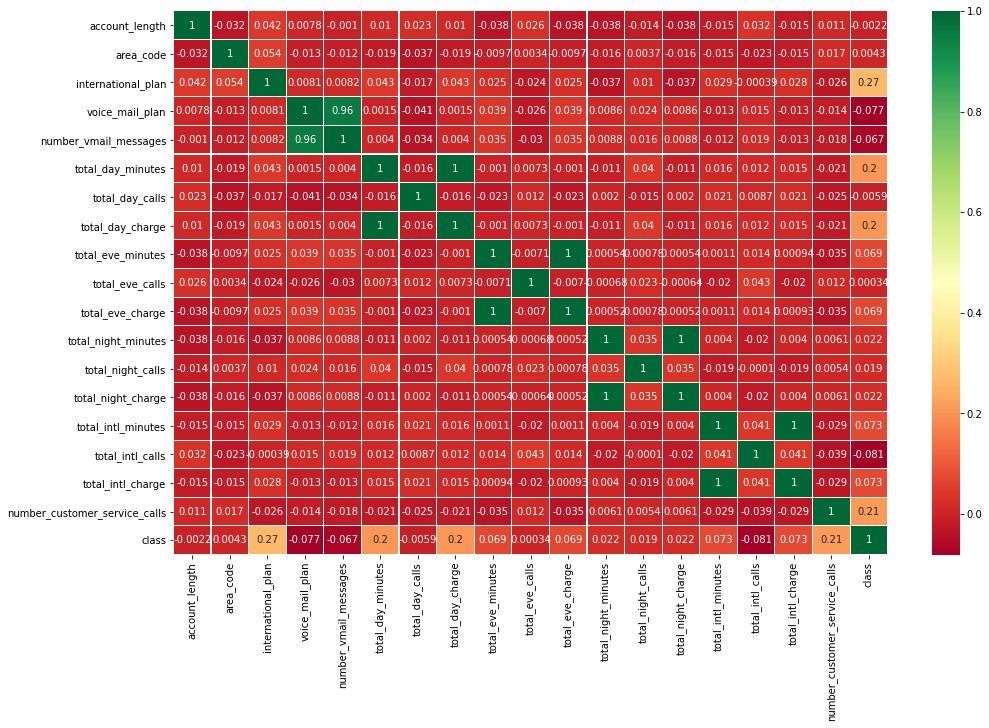 account_length 1 -0.032 0.042 0.0078 -0.001 0.01 0.023 0.01 -0.038 0.026 -0.038 -0.038 -0.014 -0.038 -0.015 0.032 -0.015 0.011 -0.0022
area_code -0.032 1 0.054 -0.013 -0.012 -0.019 -0.037 -0.019 -0.0097 0.0034 -0.0097 -0.016 0.0037 -0.016 -0.015 -0.023 -0.015 0.017 0.0043
international_plan 0.042 0.054 1 0.0081 0.0082 0.043 -0.017 0.043 0.025 -0.024 0.025 -0.037 0.01 -0.037 0.029 -0.00039 0.028 -0.026 0.27
voice_mail_plan 0.0078 -0.013 0.0081 1 0.96 0.0015 -0.041 0.0015 0.039 -0.026 0.039 0.0086 0.024 0.0086 -0.013 0.015 -0.013 -0.014 -0.077
number_vmail_messages -0.001 -0.012 0.0082 0.96 1 0.004 -0.034 0.004 0.035 -0.03 0.035 0.0088 0.016 0.0088 -0.012 0.019 -0.013 -0.018 -0.067
total_day_minutes 0.01 -0.019 0.043 0.0015 0.004 1 -0.016 1 -0.001 0.0073 -0.001 -0.011 0.04 -0.011 0.016 0.012 0.015 -0.021 0.2
total_day_calls 0.023 -0.037 -0.017 -0.041 -0.034 -0.016 1 -0.016 -0.023 0.012 -0.023 0.002 -0.015 0.002 0.021 0.0087 0.021 -0.025 -0.0059
total_day_charge 0.01 -0.019 0.043 0.0015 0.004 1 -0.016 1 -0.001 0.0073 -0.001 -0.011 0.04 -0.011 0.016 0.012 0.015 -0.021 0.2
total_eve_minutes -0.038 -0.0097 0.025 0.039 0.035 -0.001 -0.023 -0.001 1 -0.0071 1 0.00054 0.00078 0.00054 0.0011 0.014 0.00094 -0.035 0.069
total_eve_calls 0.026 0.0034 -0.024 -0.026 -0.03 0.0073 0.012 0.0073 -0.0071 1 -0.007 -0.00068 0.023 -0.00064 -0.02 0.043 -0.02 0.012 0.00034
total_eve_charge -0.038 -0.0097 0.025 0.039 0.035 -0.001 -0.023 -0.001 1 -0.007 1 0.00052 0.00078 0.00052 0.0011 0.014 0.00093 -0.035 0.069
total_night_minutes -0.038 -0.016 -0.037 0.0086 0.0088 -0.011 0.002 -0.011 0.00054 -0.00068 0.00052 1 0.035 1 0.004 -0.02 0.004 0.0061 0.022
total_night_calls -0.014 0.0037 0.01 0.024 0.016 0.04 -0.015 0.04 0.00078 0.023 0.00078 0.035 1 0.035 -0.019 -0.0001 -0.019 0.0054 0.019
total_night_charge -0.038 -0.016 -0.037 0.0086 0.0088 -0.011 0.002 -0.011 0.00054 -0.00064 0.00052 1 0.035 1 0.004 -0.02 0.004 0.0061 0.022
total_intl_minutes -0.015 -0.015 0.029 -0.013 -0.012 0.016 0.021 0.016 0.0011 -0.02 0.0011 0.004 -0.019 0.004 1 0.041 1 -0.029 0.073
total_intl_calls 0.032 -0.023 -0.00039 0.015 0.019 0.012 0.0087 0.012 0.014 0.043 0.014 -0.02 -0.0001 -0.02 0.041 1 0.041 -0.039 -0.081
total_intl_charge -0.015 -0.015 0.028 -0.013 -0.013 0.015 0.021 0.015 0.00094 -0.02 0.00093 0.004 -0.019 0.004 1 0.041 1 -0.029 0.073
number_customer_service_calls 0.011 0.017 -0.026 -0.014 -0.018 -0.021 -0.025 -0.021 -0.035 0.012 -0.035 0.0061 0.0054 0.0061 -0.029 -0.039 -0.029 1 0.21
class -0.0022 0.0043 0.27 -0.077 -0.067 0.2 -0.0059 0.2 0.069 0.00034 0.069 0.022 0.019 0.022 0.073 -0.081 0.073 0.21 1
account_length
area_code
international_plan
voice_mail_plan
number_vmail_messages
total_day_minutes
total_day_calls
total_day_charge
total_eve_minutes
total_eve_calls
total_eve_charge
total_night_minutes
total_night_calls
total_night_charge
total_intl_minutes
total_intl_calls
total_intl_charge
number_customer_service_calls
class
1.0
0.8
0.6
0.4
0.2
0.0